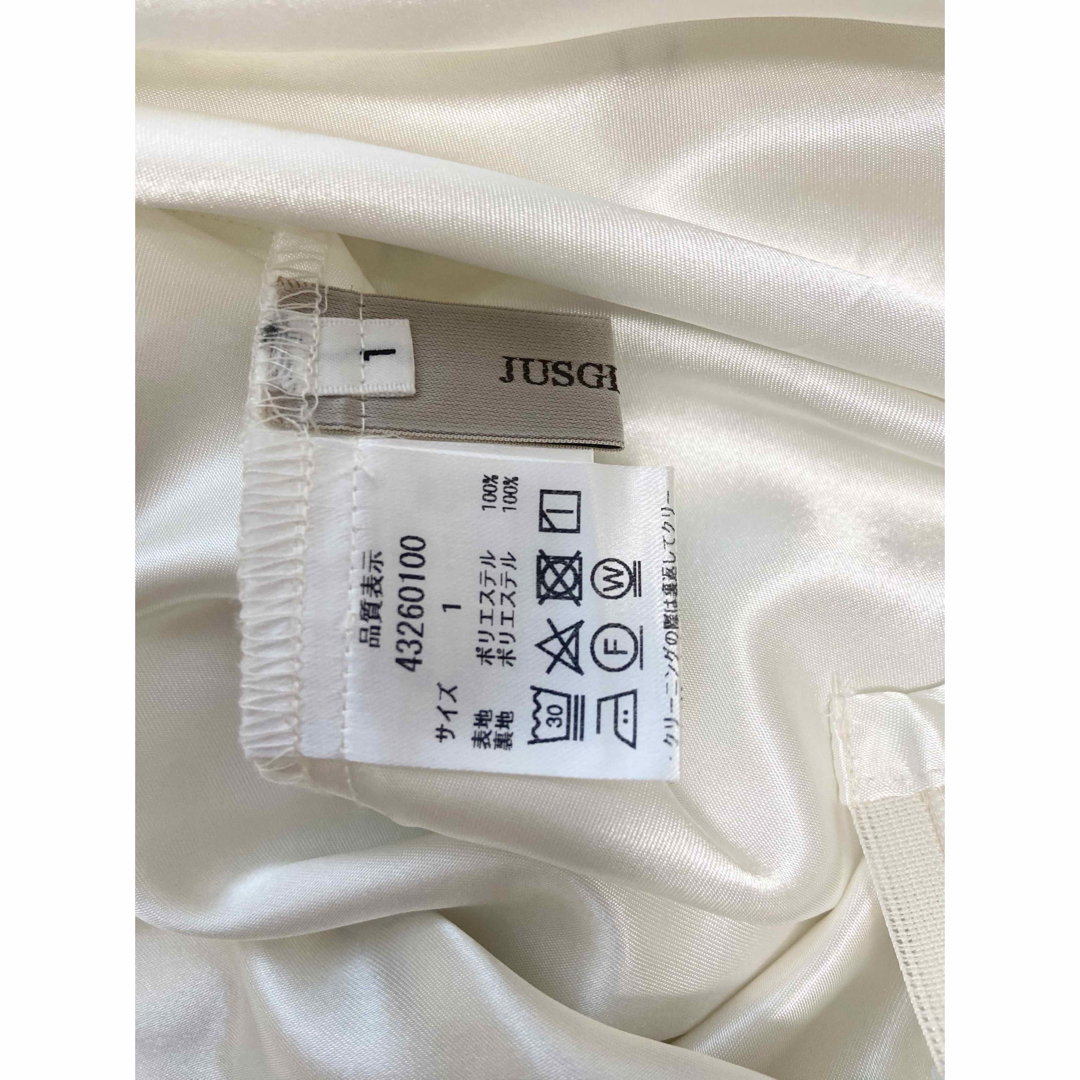 1
JUSGL
品質表示
43260100
サイズ 1
表地 ポリエステル 100%
裏地 ポリエステル 100%
30
F W
・クリーニングの際は裏返してクリー